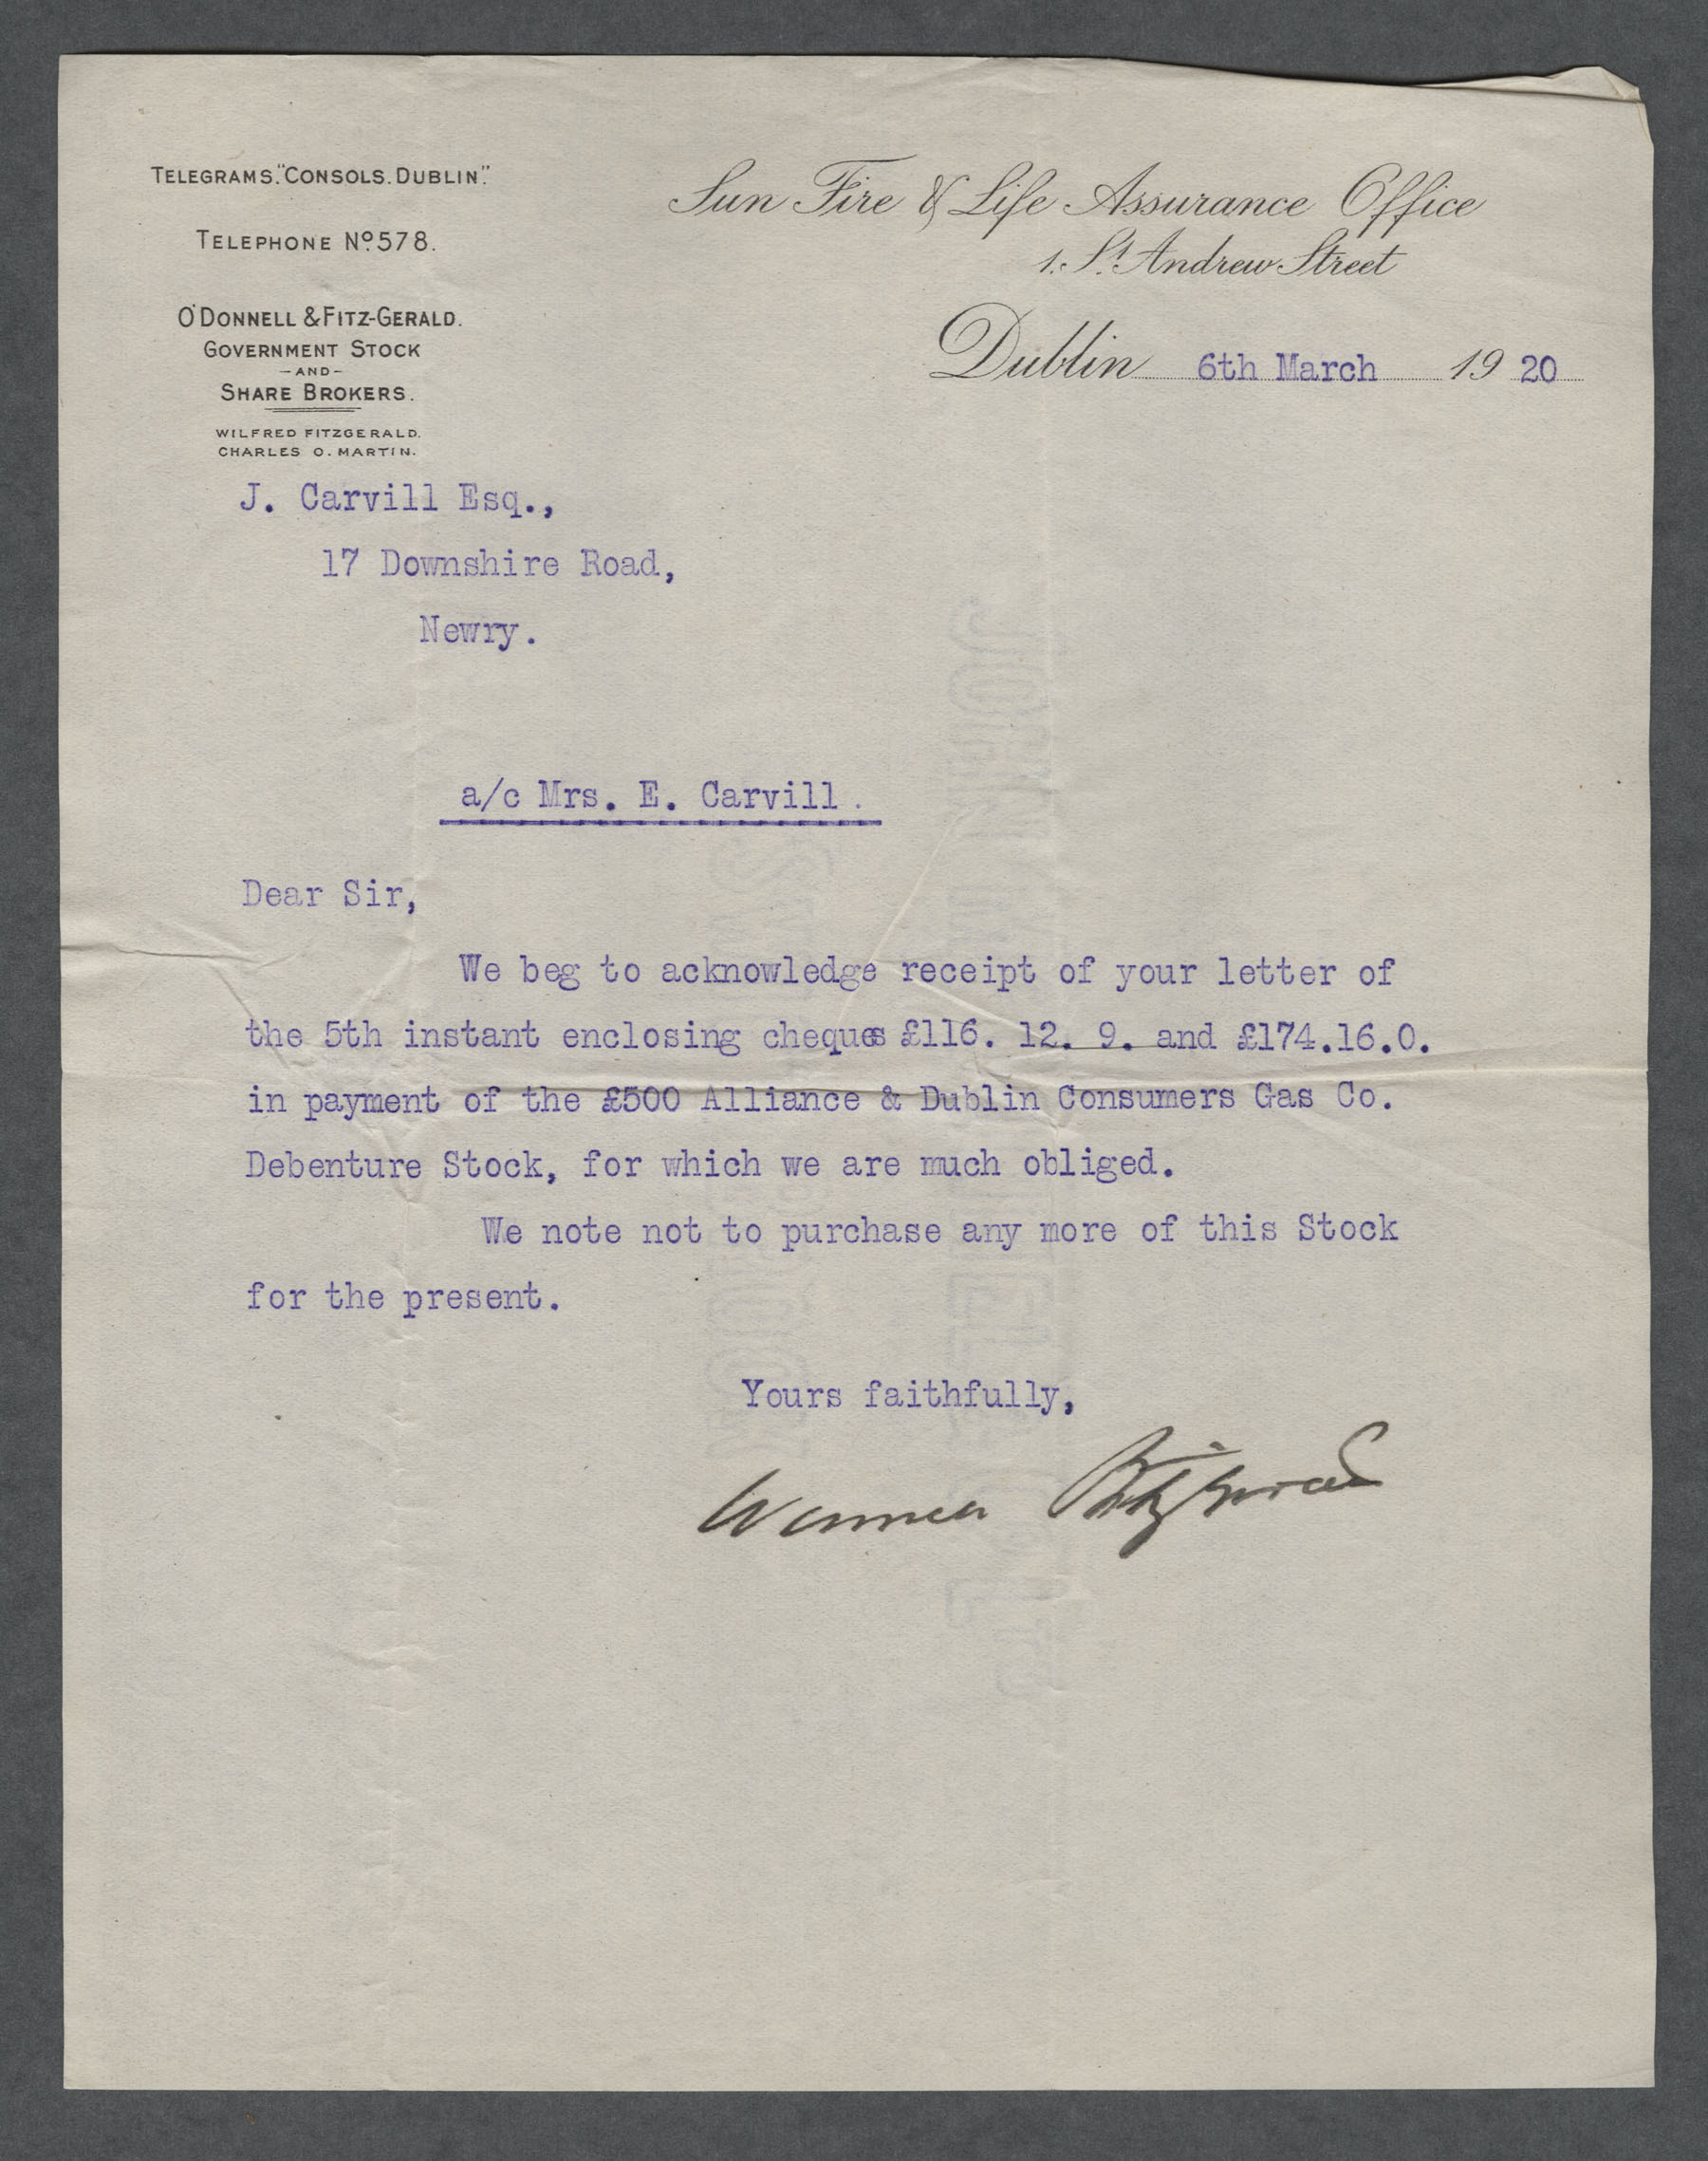 TELEGRAMS. "CONSOLS. DUBLIN."
TELEPHONE No. 578.
O'DONNELL & FITZ-GERALD.
GOVERNMENT STOCK
-AND-
SHARE BROKERS.
WILFRED FITZGERALD.
CHARLES O. MARTIN.
Sun Fire & Life Assurance Office
1. St. Andrew Street
Dublin 6th March 1920
J. Carvill Esq.,
17 Downshire Road,
Newry.
a/c Mrs. E. Carvill.
Dear Sir,
We beg to acknowledge receipt of your letter of
the 5th instant enclosing cheques £116. 12. 9. and £174.16.0.
in payment of the £500 Alliance & Dublin Consumers Gas Co.
Debenture Stock, for which we are much obliged.
We note not to purchase any more of this Stock
for the present.
Yours faithfully,